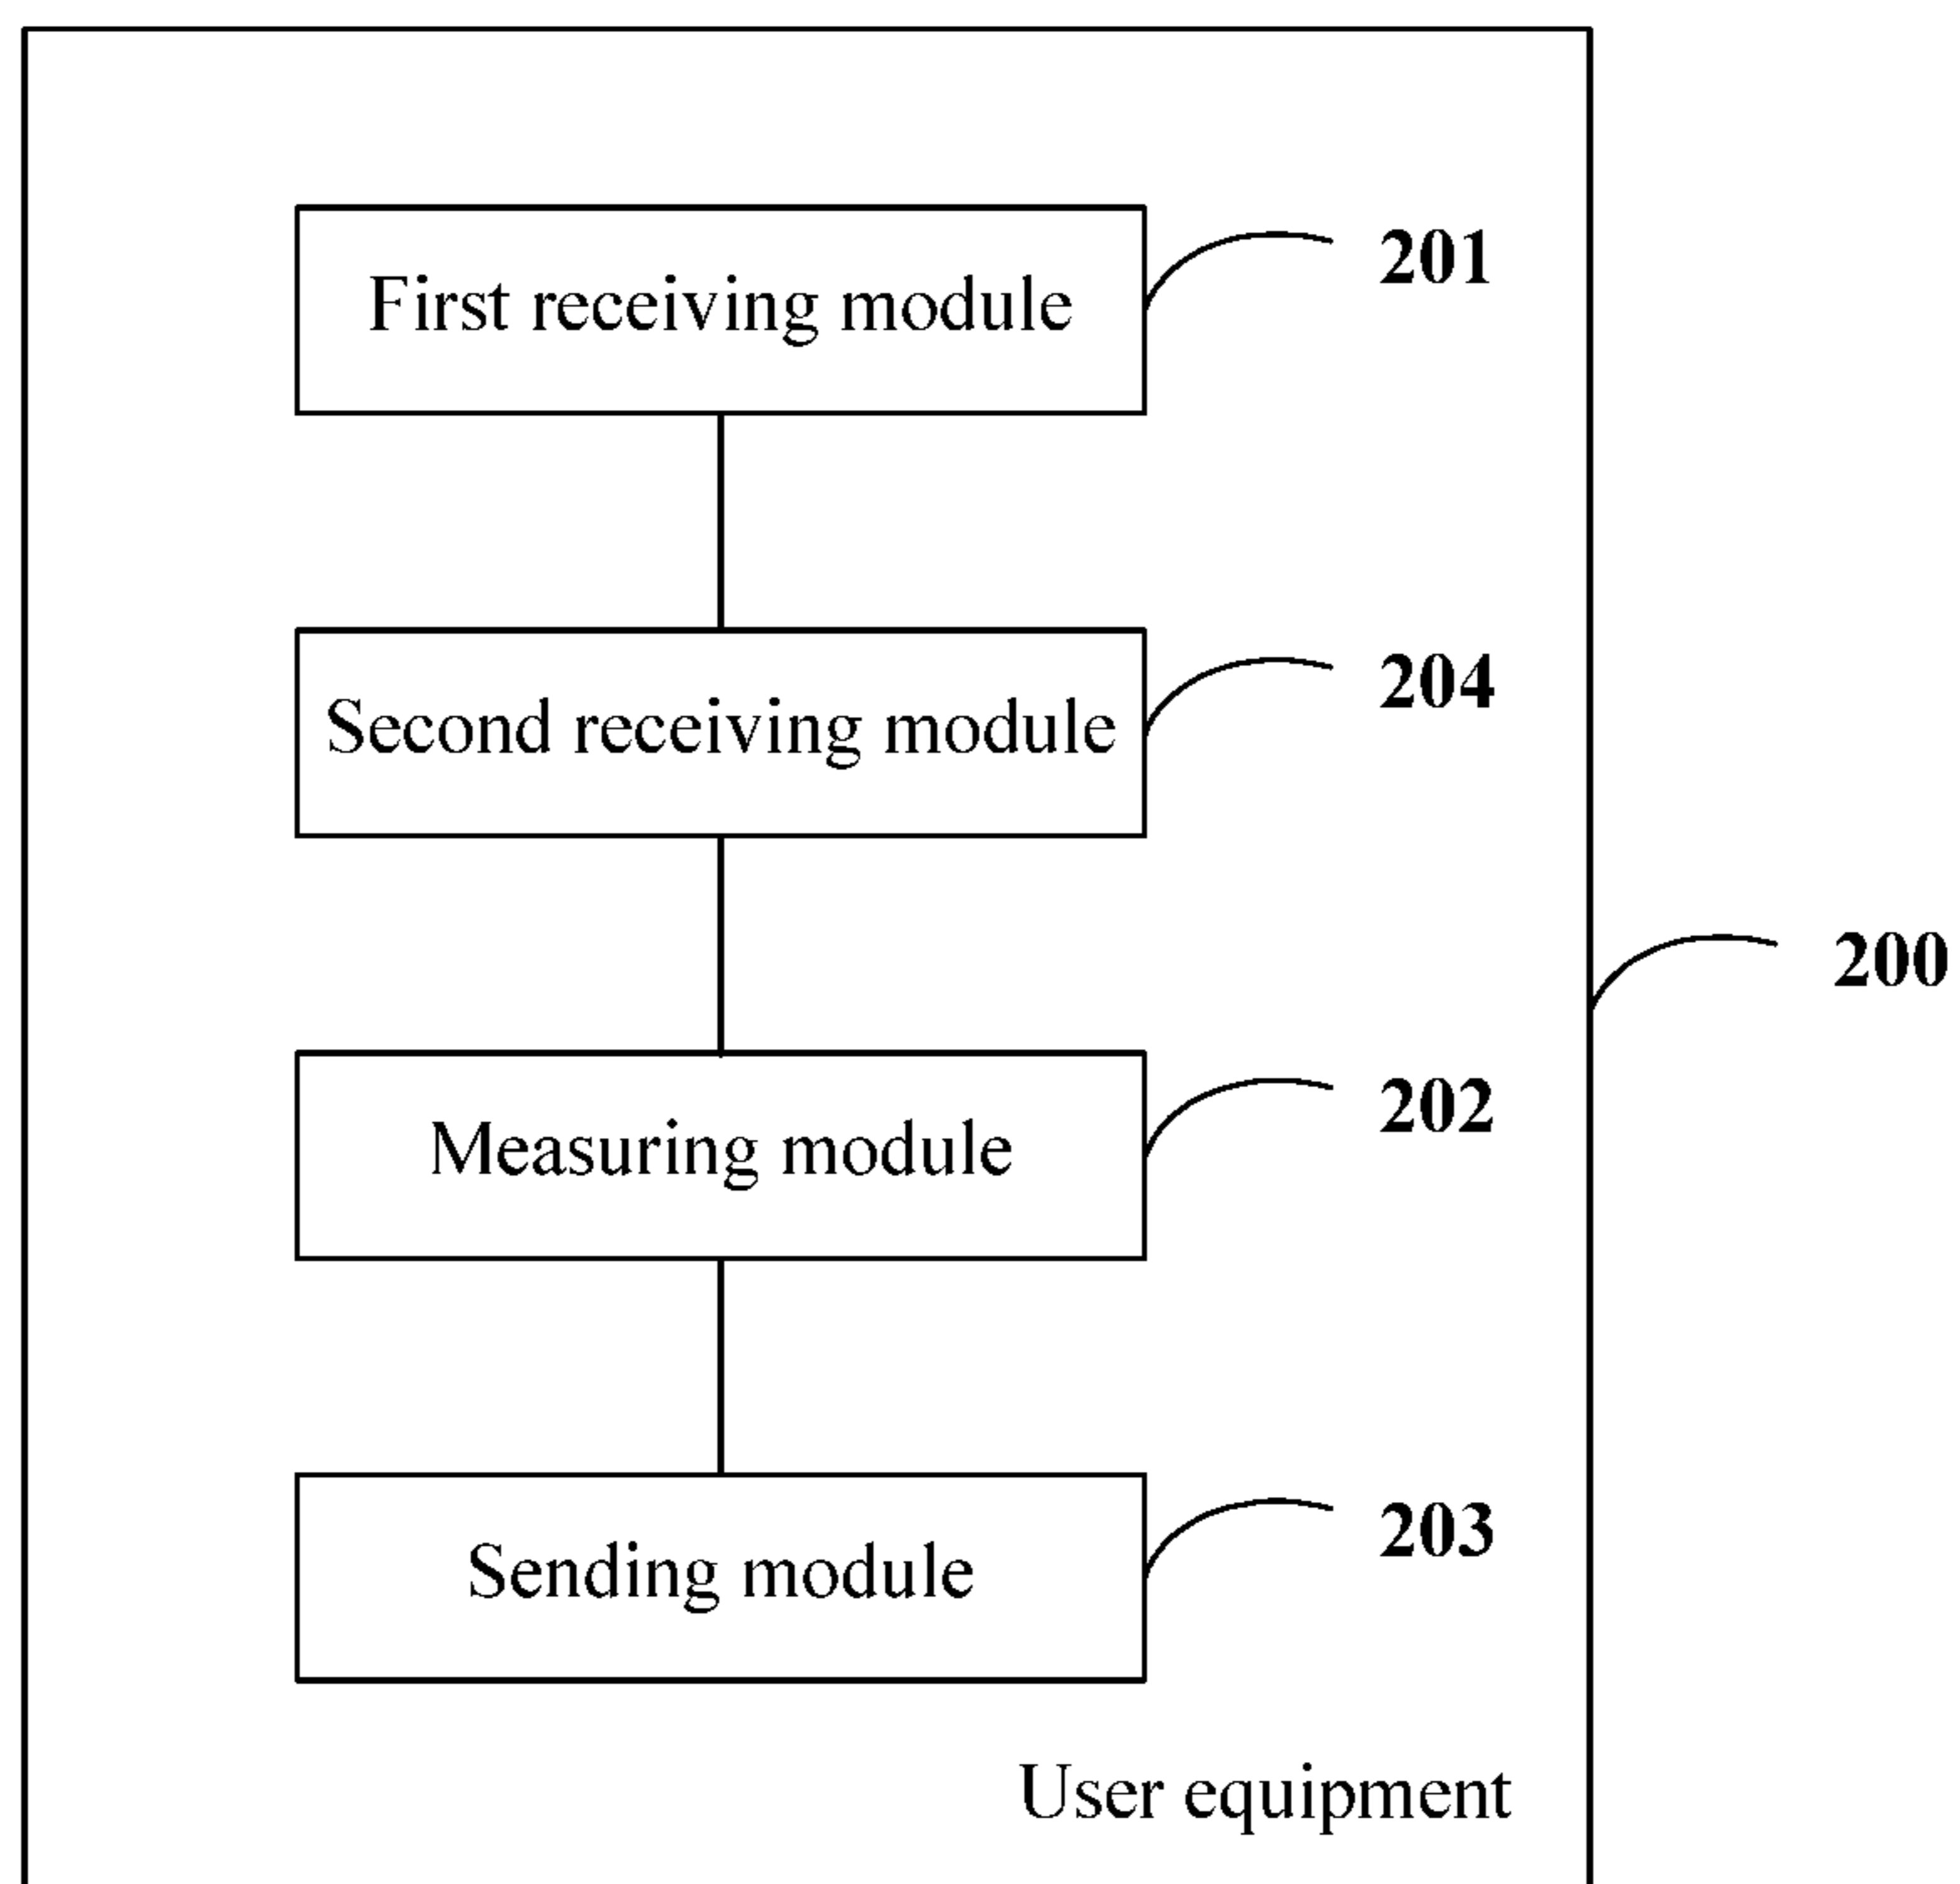 First receiving module
201
Second receiving module
204
200
Measuring module
202
Sending module
203
User equipment